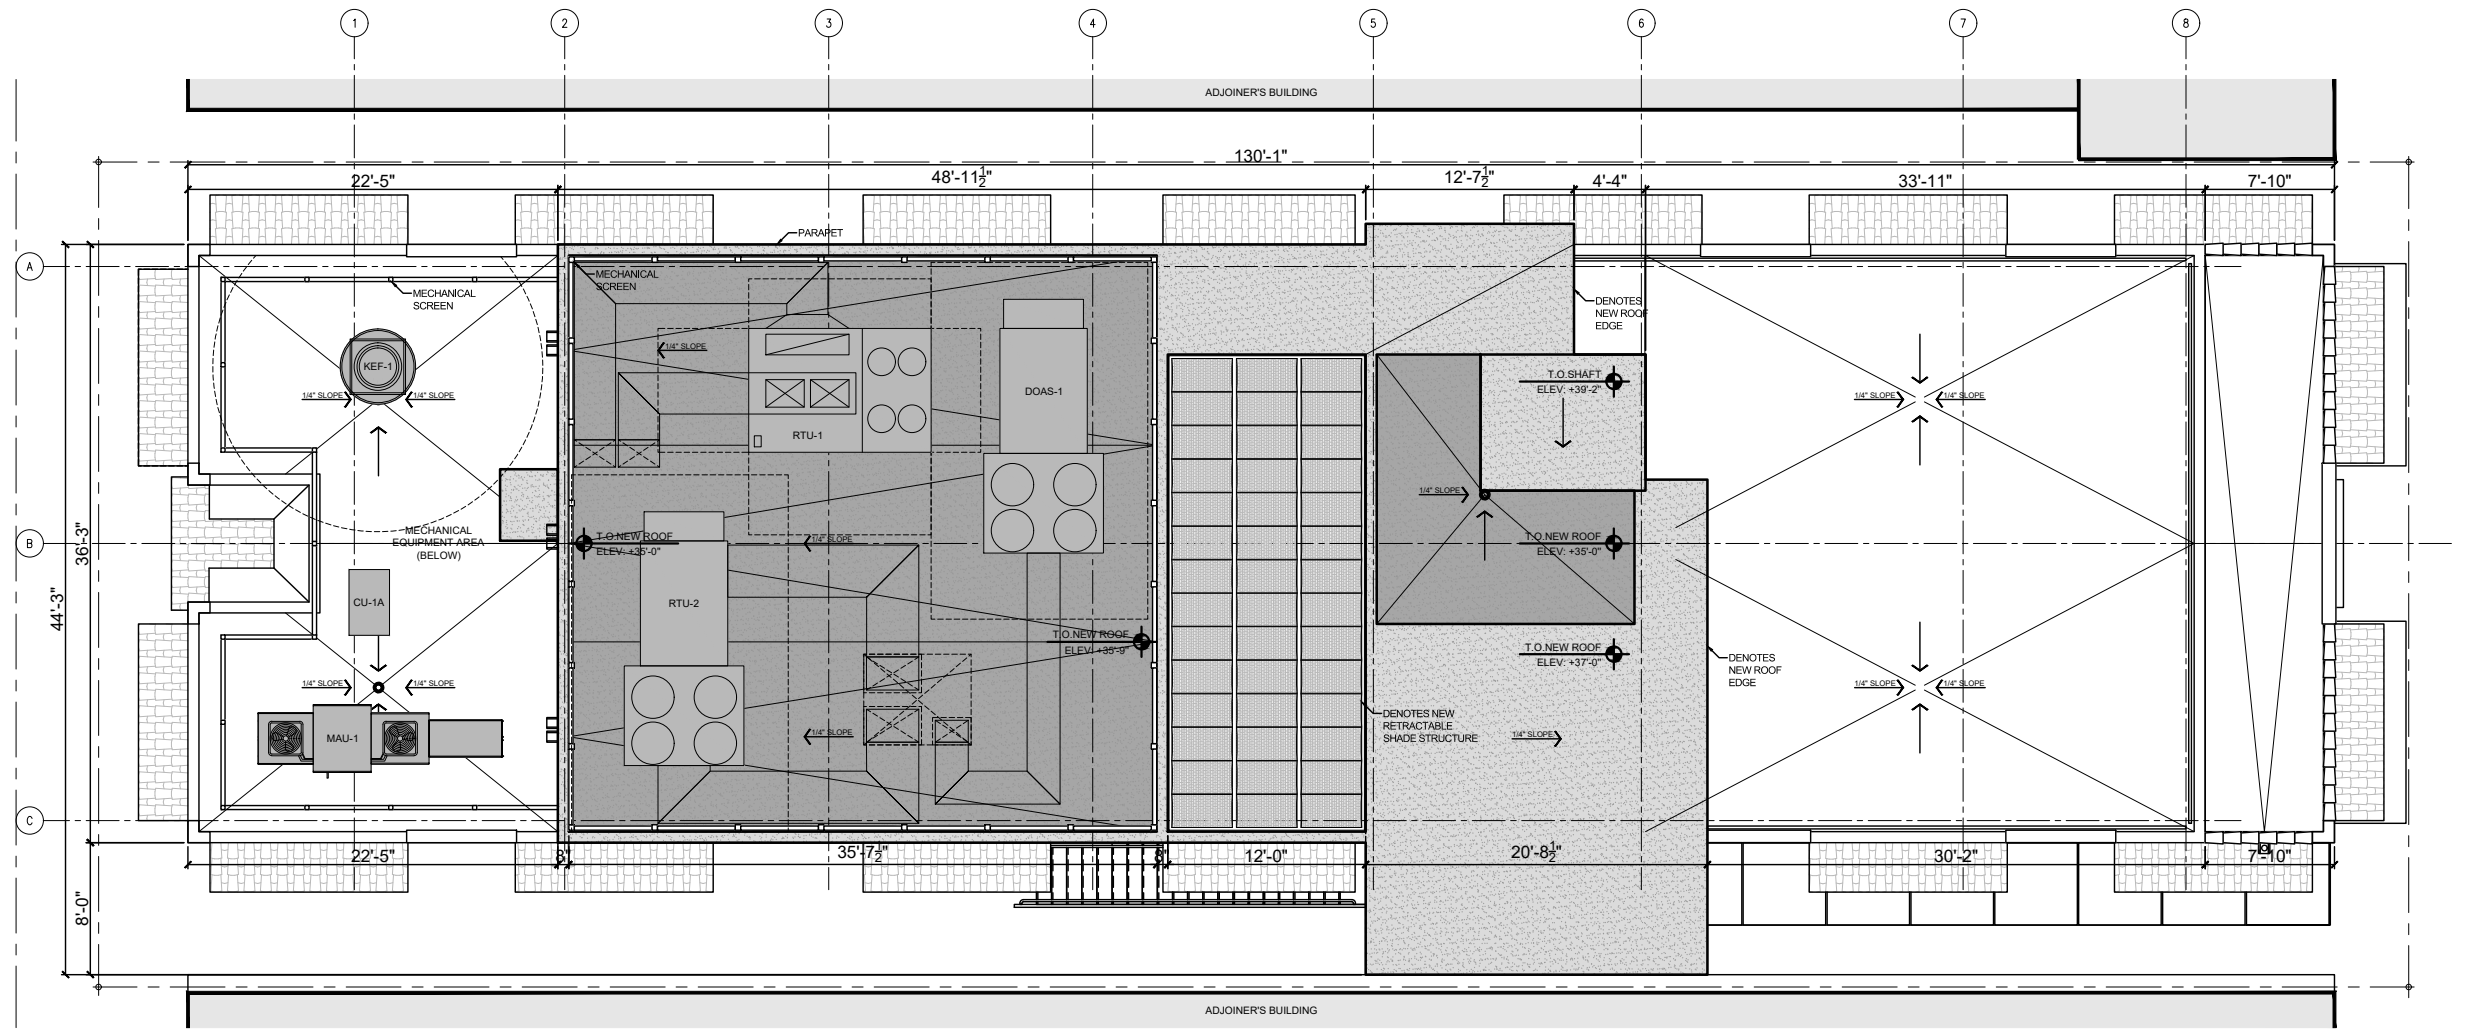 1
2
3
4
5
6
7
8
ADJOINER'S BUILDING
130'-1"
22'-5"
48'-11½"
12'-7½"
4'-4"
33'-11"
7'-10"
PARAPET
A
MECHANICAL
SCREEN
MECHANICAL
SCREEN
DENOTES
NEW ROOF
EDGE
1/4" SLOPE
KEF-1
T.O.SHAFT
ELEV: +39'-2"
DOAS-1
1/4" SLOPE
1/4" SLOPE
1/4" SLOPE
1/4" SLOPE
RTU-1
1/4" SLOPE
MECHANICAL
EQUIPMENT AREA
(BELOW)
B
36'-3"
T.O.NEW ROOF
ELEV: +35'-0"
1/4" SLOPE
T.O.NEW ROOF
ELEV: +35'-0"
44'-3"
CU-1A
RTU-2
T.O.NEW ROOF
ELEV: +35'-9"
T.O.NEW ROOF
ELEV: +37'-0"
DENOTES
NEW ROOF
EDGE
1/4" SLOPE
1/4" SLOPE
1/4" SLOPE
1/4" SLOPE
DENOTES NEW
RETRACTABLE
SHADE STRUCTURE
MAU-1
1/4" SLOPE
1/4" SLOPE
C
22'-5"
8"
35'-7½"
8"
12'-0"
20'-8½"
30'-2"
7'-10"
8'-0"
ADJOINER'S BUILDING